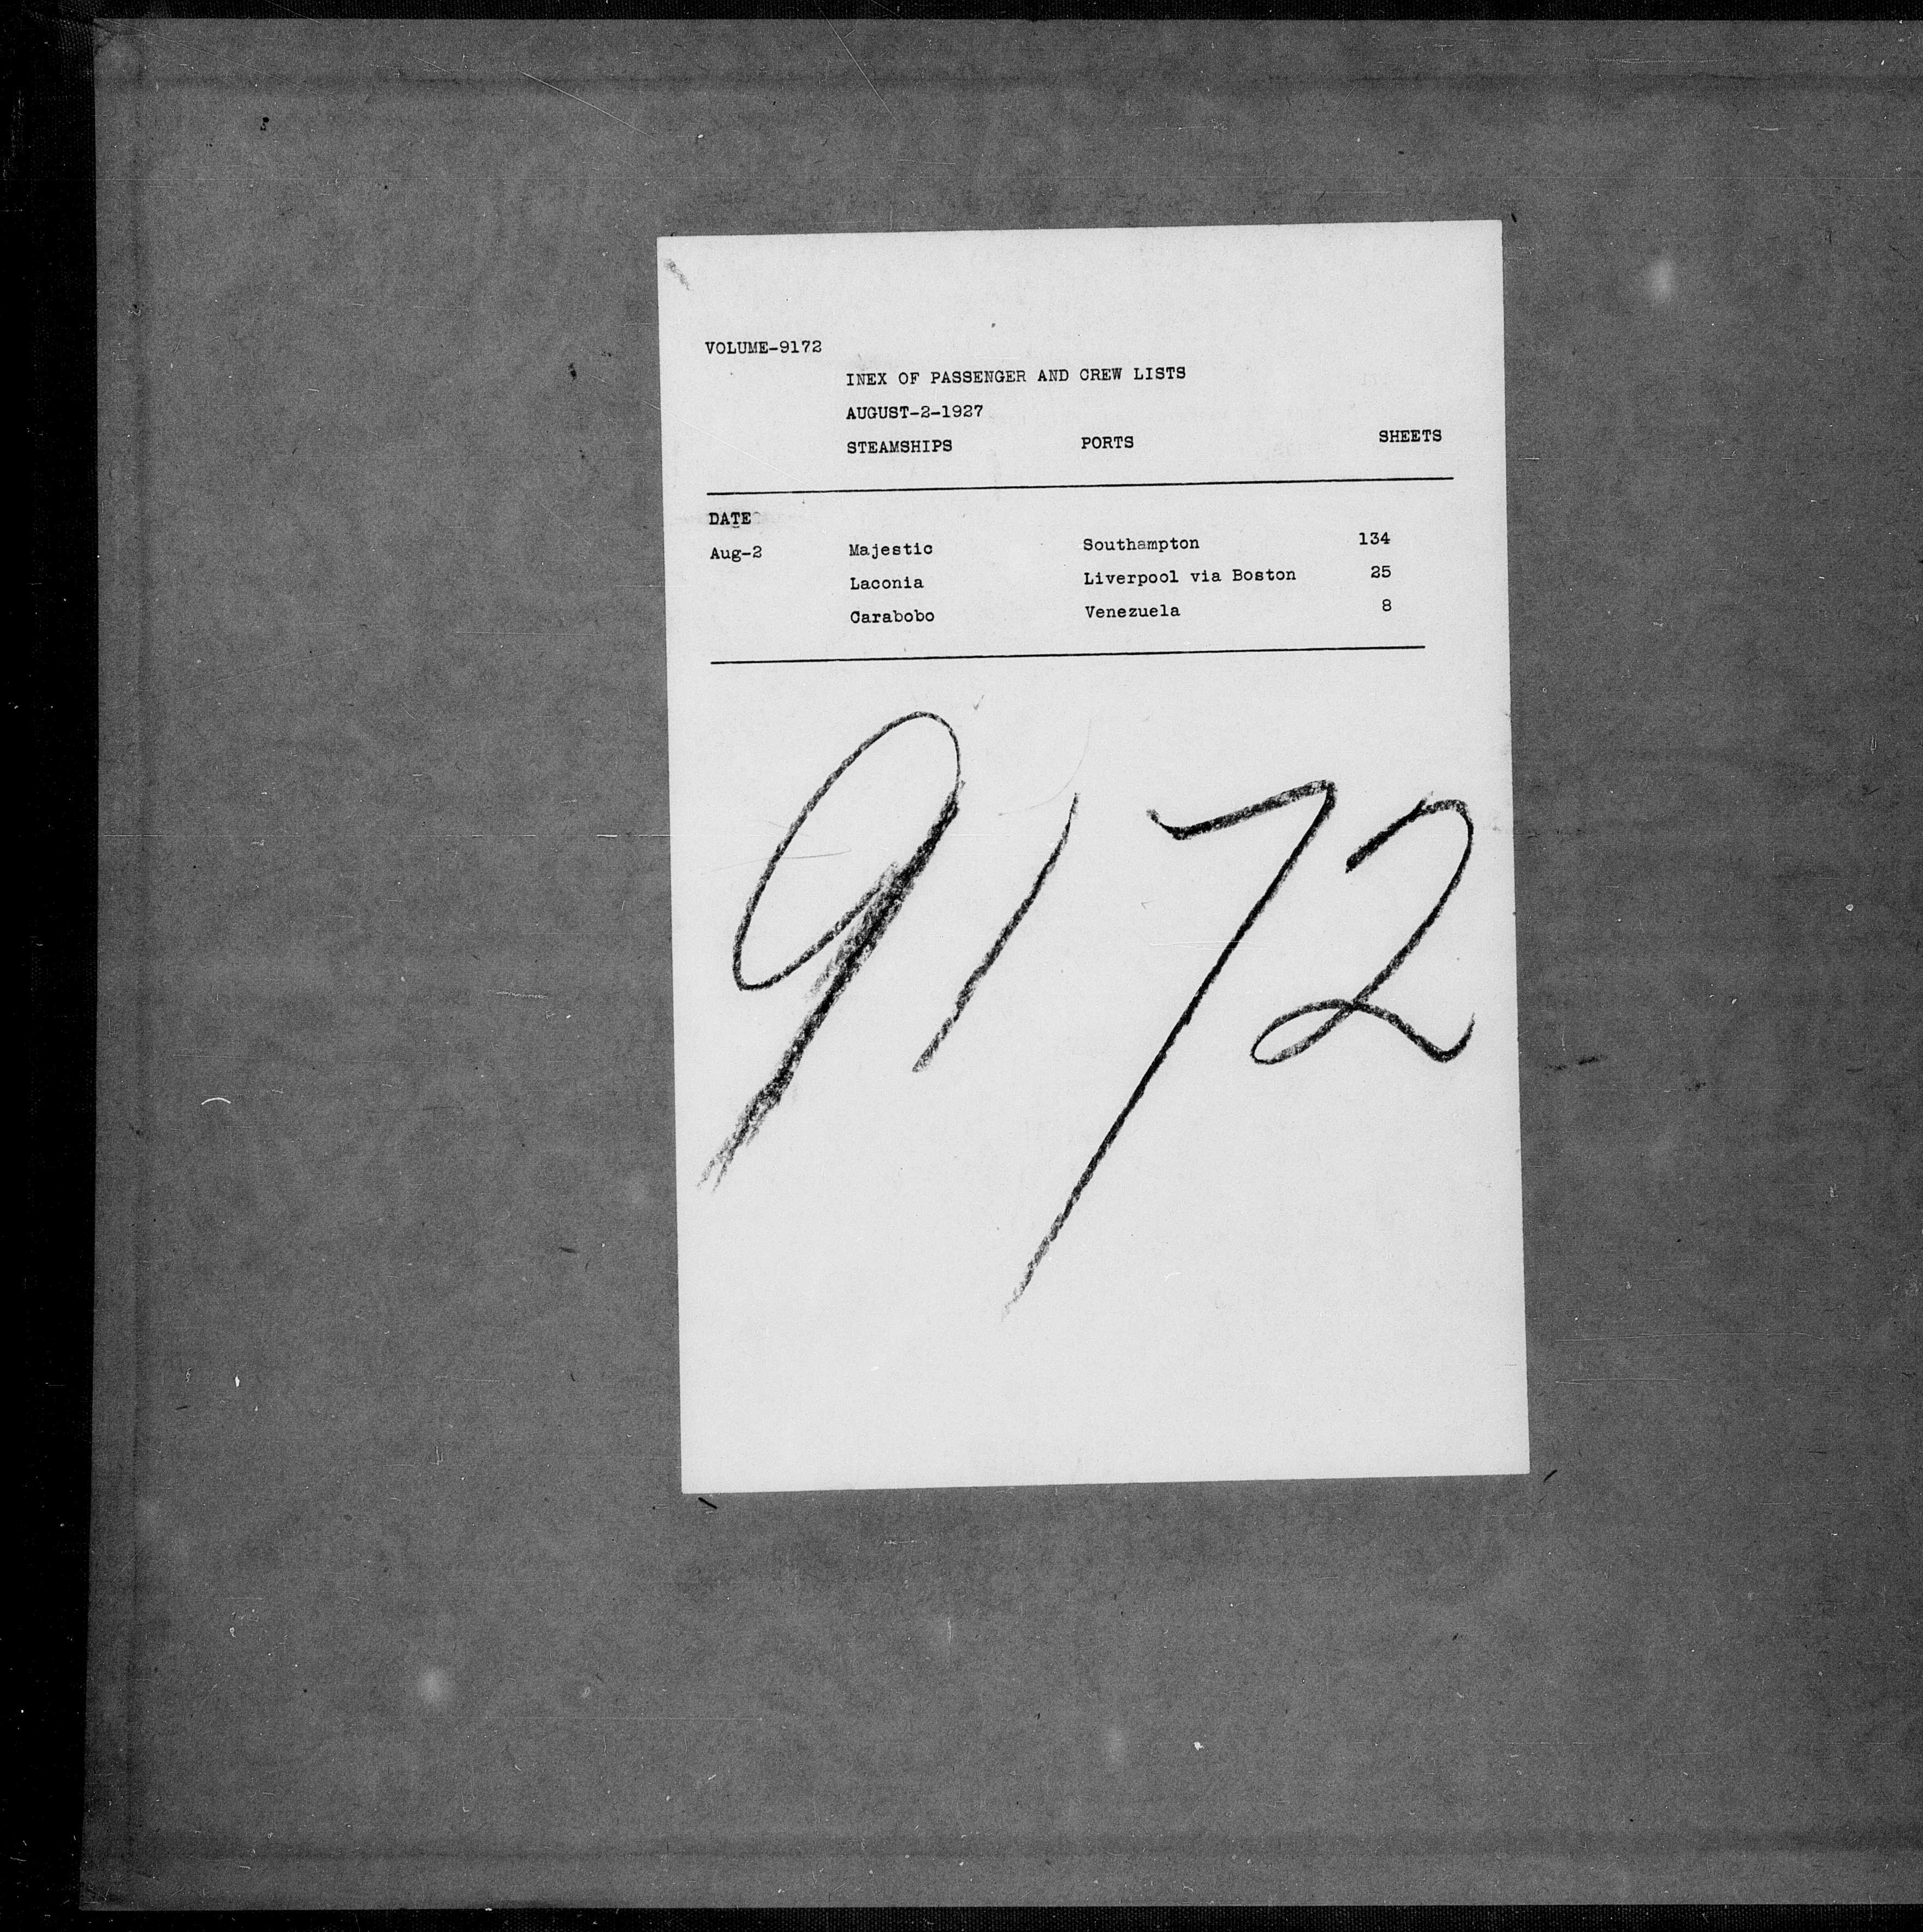 VOLUME-9172
INEX OF PASSENGER AND CREW LISTS
AUGUST-2-1927
STEAMSHIPS PORTS SHEETS
DATE
Aug-2 Majestic Southampton 134
Laconia Liverpool via Boston 25
Carabobo Venezuela 8
9172